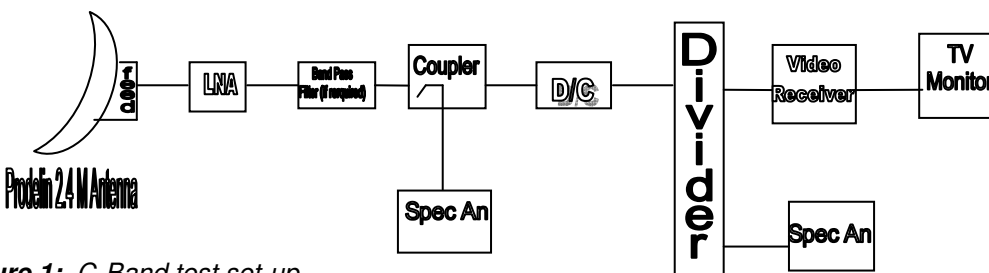 feed
LNA
Band Pass
Filter (if required)
Coupler
D/C
Divider
Video
Receiver
TV
Monitor
Spec An
Spec An
Prodelin 2.4 M Antenna
ure 1: C-Band test set-up